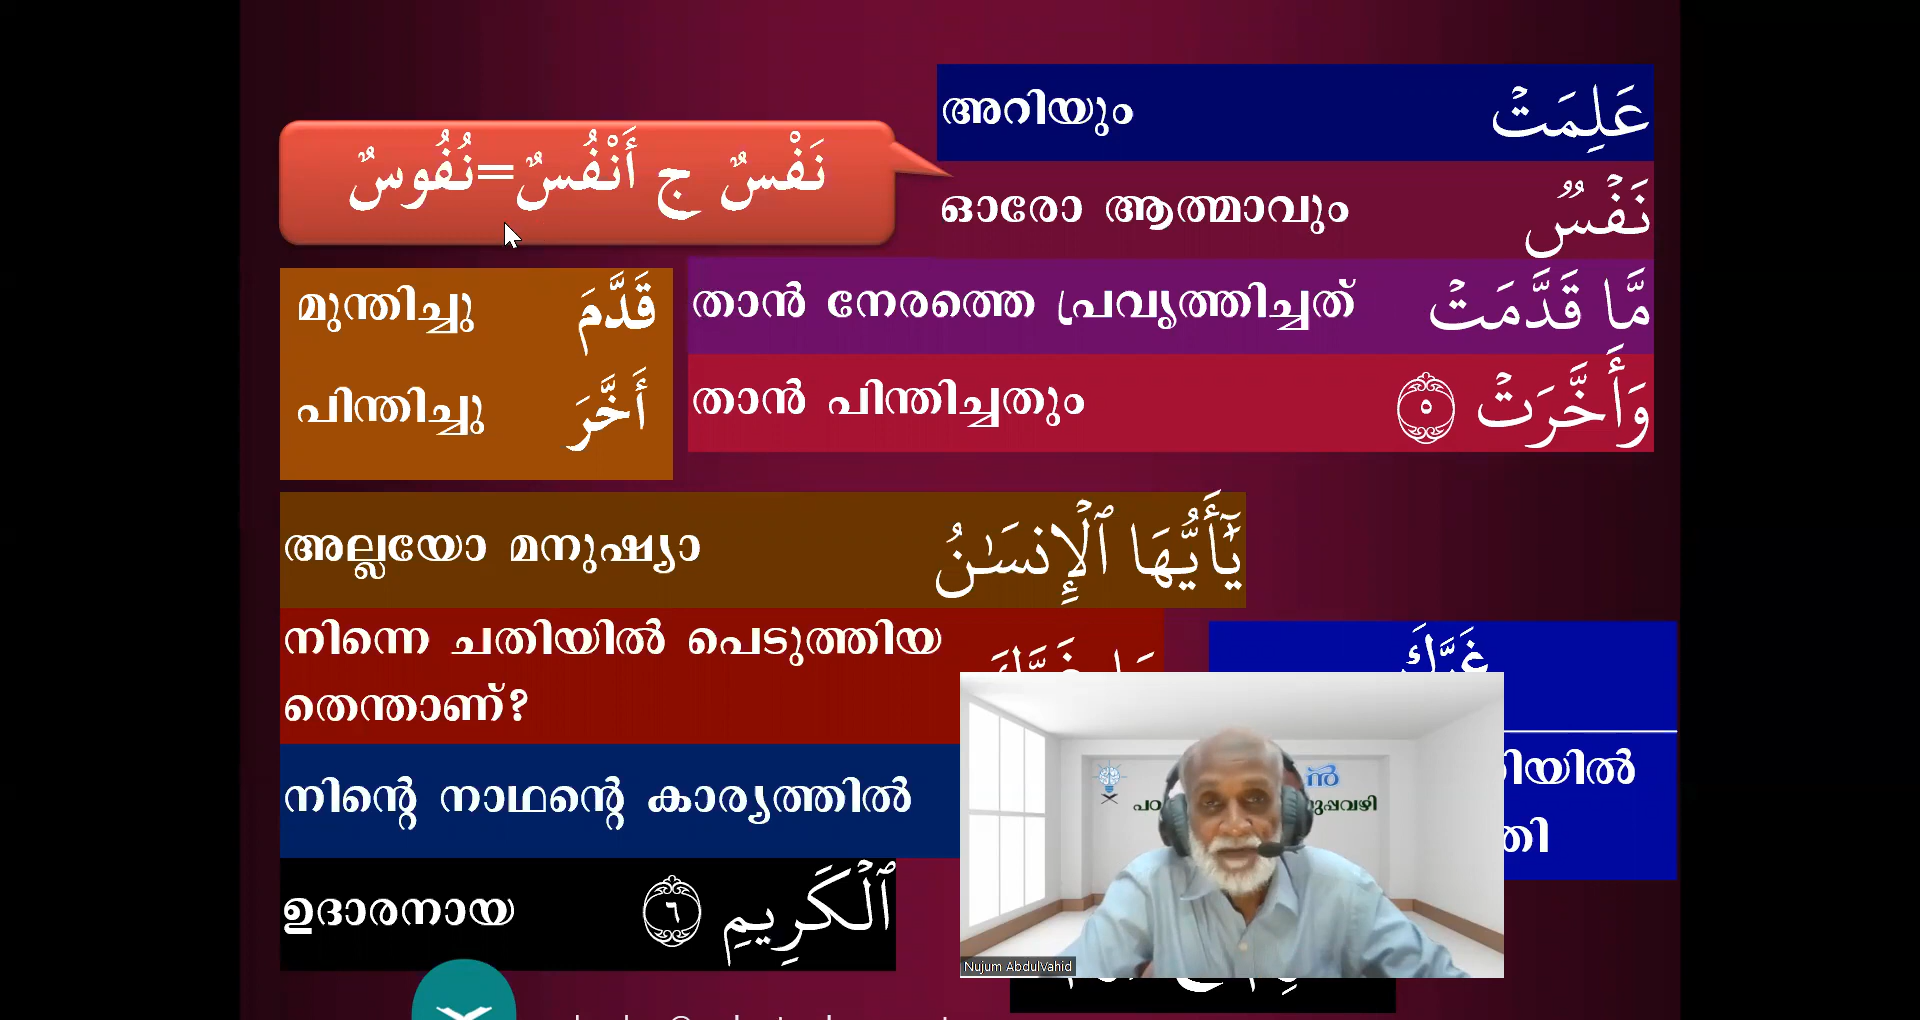 അറിയും عَلِمَتْ
نَفْسٌ ج أَنْفُسٌ=نُفُوسٌ
ഓരോ ആത്മാവും نَفْسٌ
മുന്തിച്ചു قَدَّمَ
താൻ നേരത്തെ പ്രവൃത്തിച്ചത് مَّا قَدَّمَتْ
പിന്തിച്ചു أَخَّرَ
താൻ പിന്തിച്ചതും وَأَخَّرَتْ ٥
അല്ലയോ മനുഷ്യാ يَٰٓأَيُّهَا ٱلْإِنسَٰنُ
നിന്നെ ചതിയിൽ പെടുത്തിയ
തെന്താണ്?
غَرَّكَ
നിന്റെ നാഥന്റെ കാര്യത്തിൽ
ഉദാരനായ ٱلْكَرِيمِ ٦
Nujum AbdulVahid